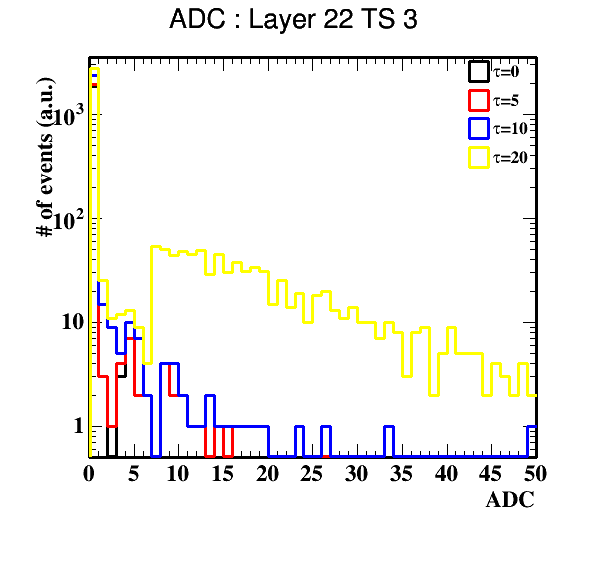 ADC : Layer 22 TS 3
# of events (a.u.)
10³
10²
10
1
τ=0
τ=5
τ=10
τ=20
0 5 10 15 20 25 30 35 40 45 50
ADC